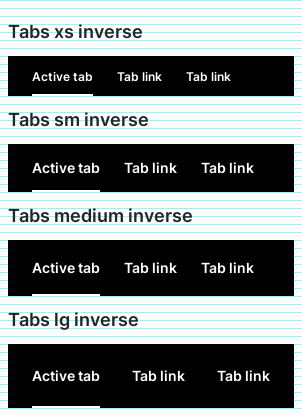 Tabs xs inverse
Active tab Tab link Tab link
Tabs sm inverse
Active tab Tab link Tab link
Tabs medium inverse
Active tab Tab link Tab link
Tabs lg inverse
Active tab Tab link Tab link